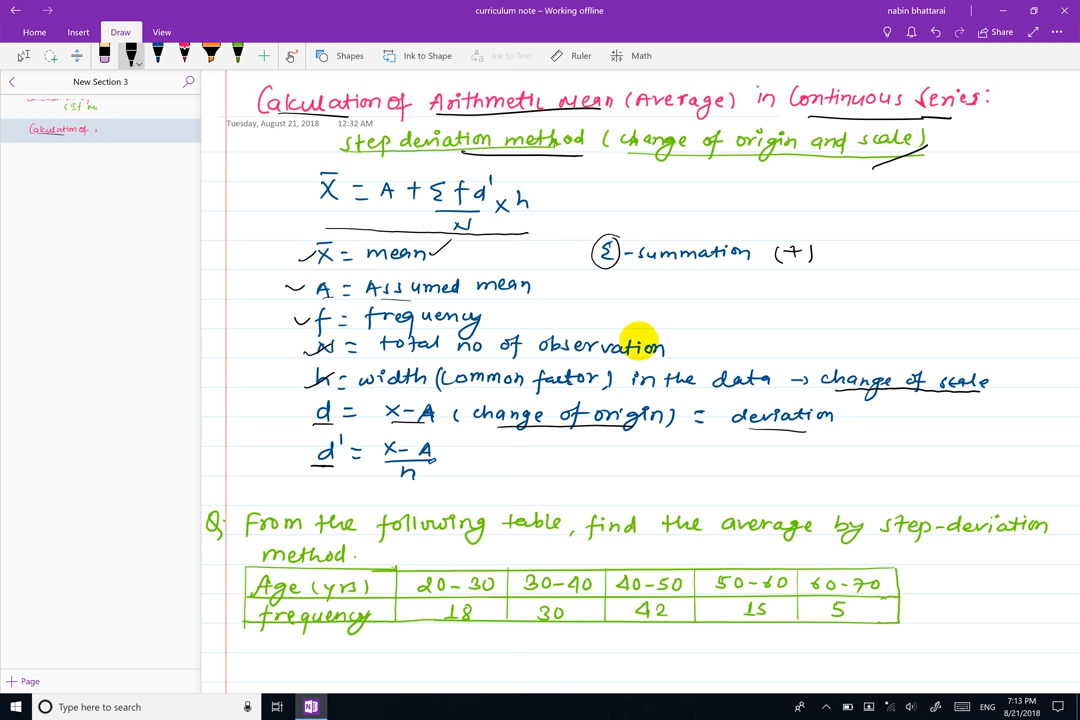 curriculum note – Working offline
nabin bhattarai
Home Insert Draw View
Share
Shapes Ink to Shape Ink to Text Ruler Math
New Section 3
Calculation of ,
Calculation of Arithmetic Mean (Average) in Continuous Series:
Tuesday, August 21, 2018 12:32 AM
step deviation method (change of origin and scale)
X̄ = A + Σfd'/N × h
X̄ = mean
Σ - summation (+)
A = Assumed mean
f = frequency
N = total no of observation
h = width (common factor) in the data → change of scale
d = X-A (change of origin) = deviation
d' = X-A/h
Q. From the following table, find the average by step-deviation
method.
Age (yrs) 20-30 30-40 40-50 50-60 60-70
frequency 18 30 42 15 5
Page
Type here to search
ENG
7:13 PM
8/21/2018